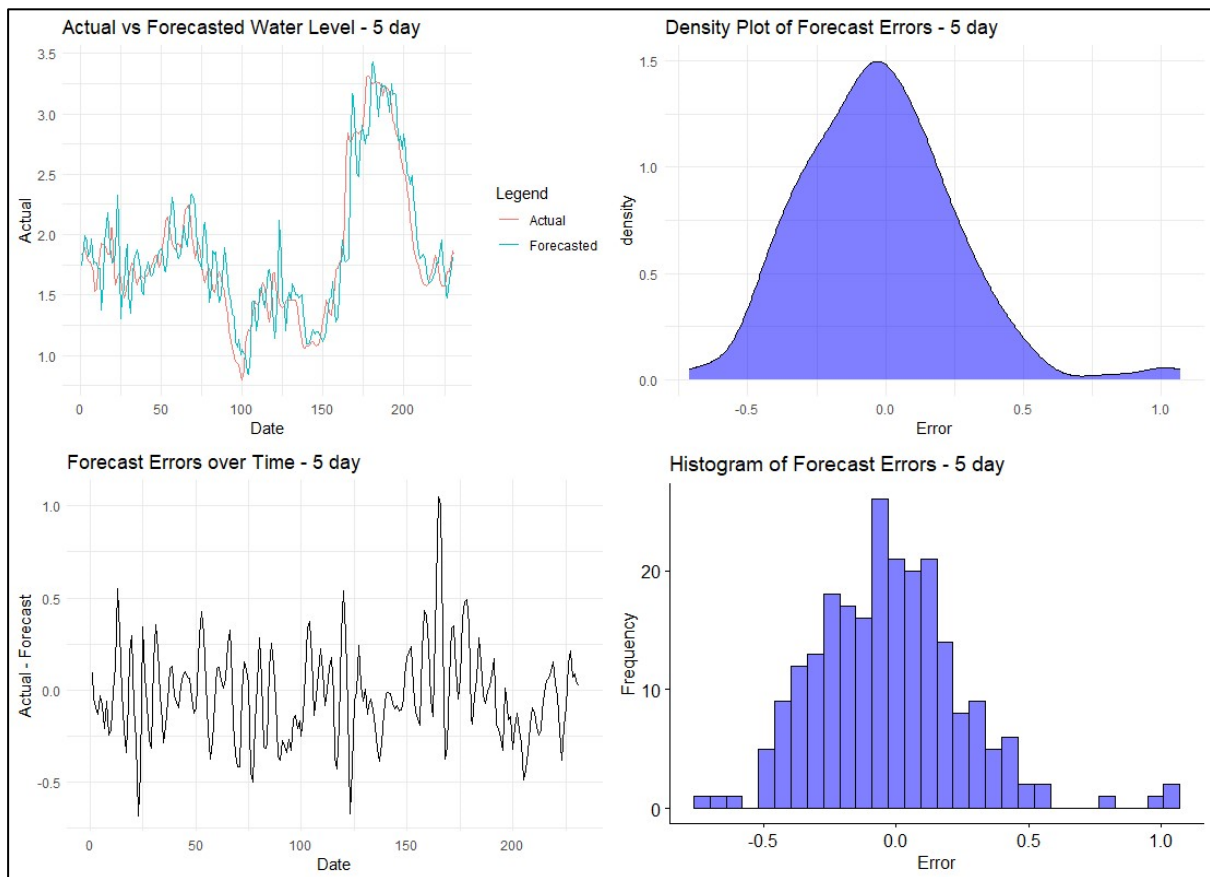 Actual vs Forecasted Water Level - 5 day
3.5
3.0
2.5
2.0
1.5
1.0
Actual
0 50 100 150 200
Date
Legend
Actual
Forecasted
Density Plot of Forecast Errors - 5 day
1.5
1.0
0.5
0.0
density
-0.5 0.0 0.5 1.0
Error
Forecast Errors over Time - 5 day
1.0
0.5
0.0
-0.5
Actual - Forecast
0 50 100 150 200
Date
Histogram of Forecast Errors - 5 day
20
10
0
Frequency
-0.5 0.0 0.5 1.0
Error